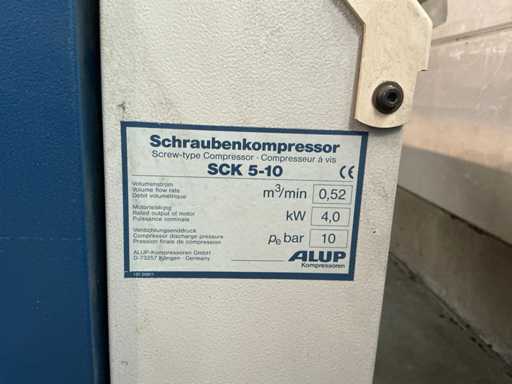 Schraubenkompressor
Screw-type Compressor · Compresseur à vis
SCK 5-10 CE
Volumenstrom
Volume flow rate
Débit volumétrique
m³/min 0,52
Motorleistung
Rated output of motor
Puissance nominale
kW 4,0
Verdichtungsenddruck
Compressor discharge pressure
Pression finale de compression
pe bar 10
ALUP-Kompressoren GmbH
D-73257 Köngen · Germany
ALUP
Kompressoren